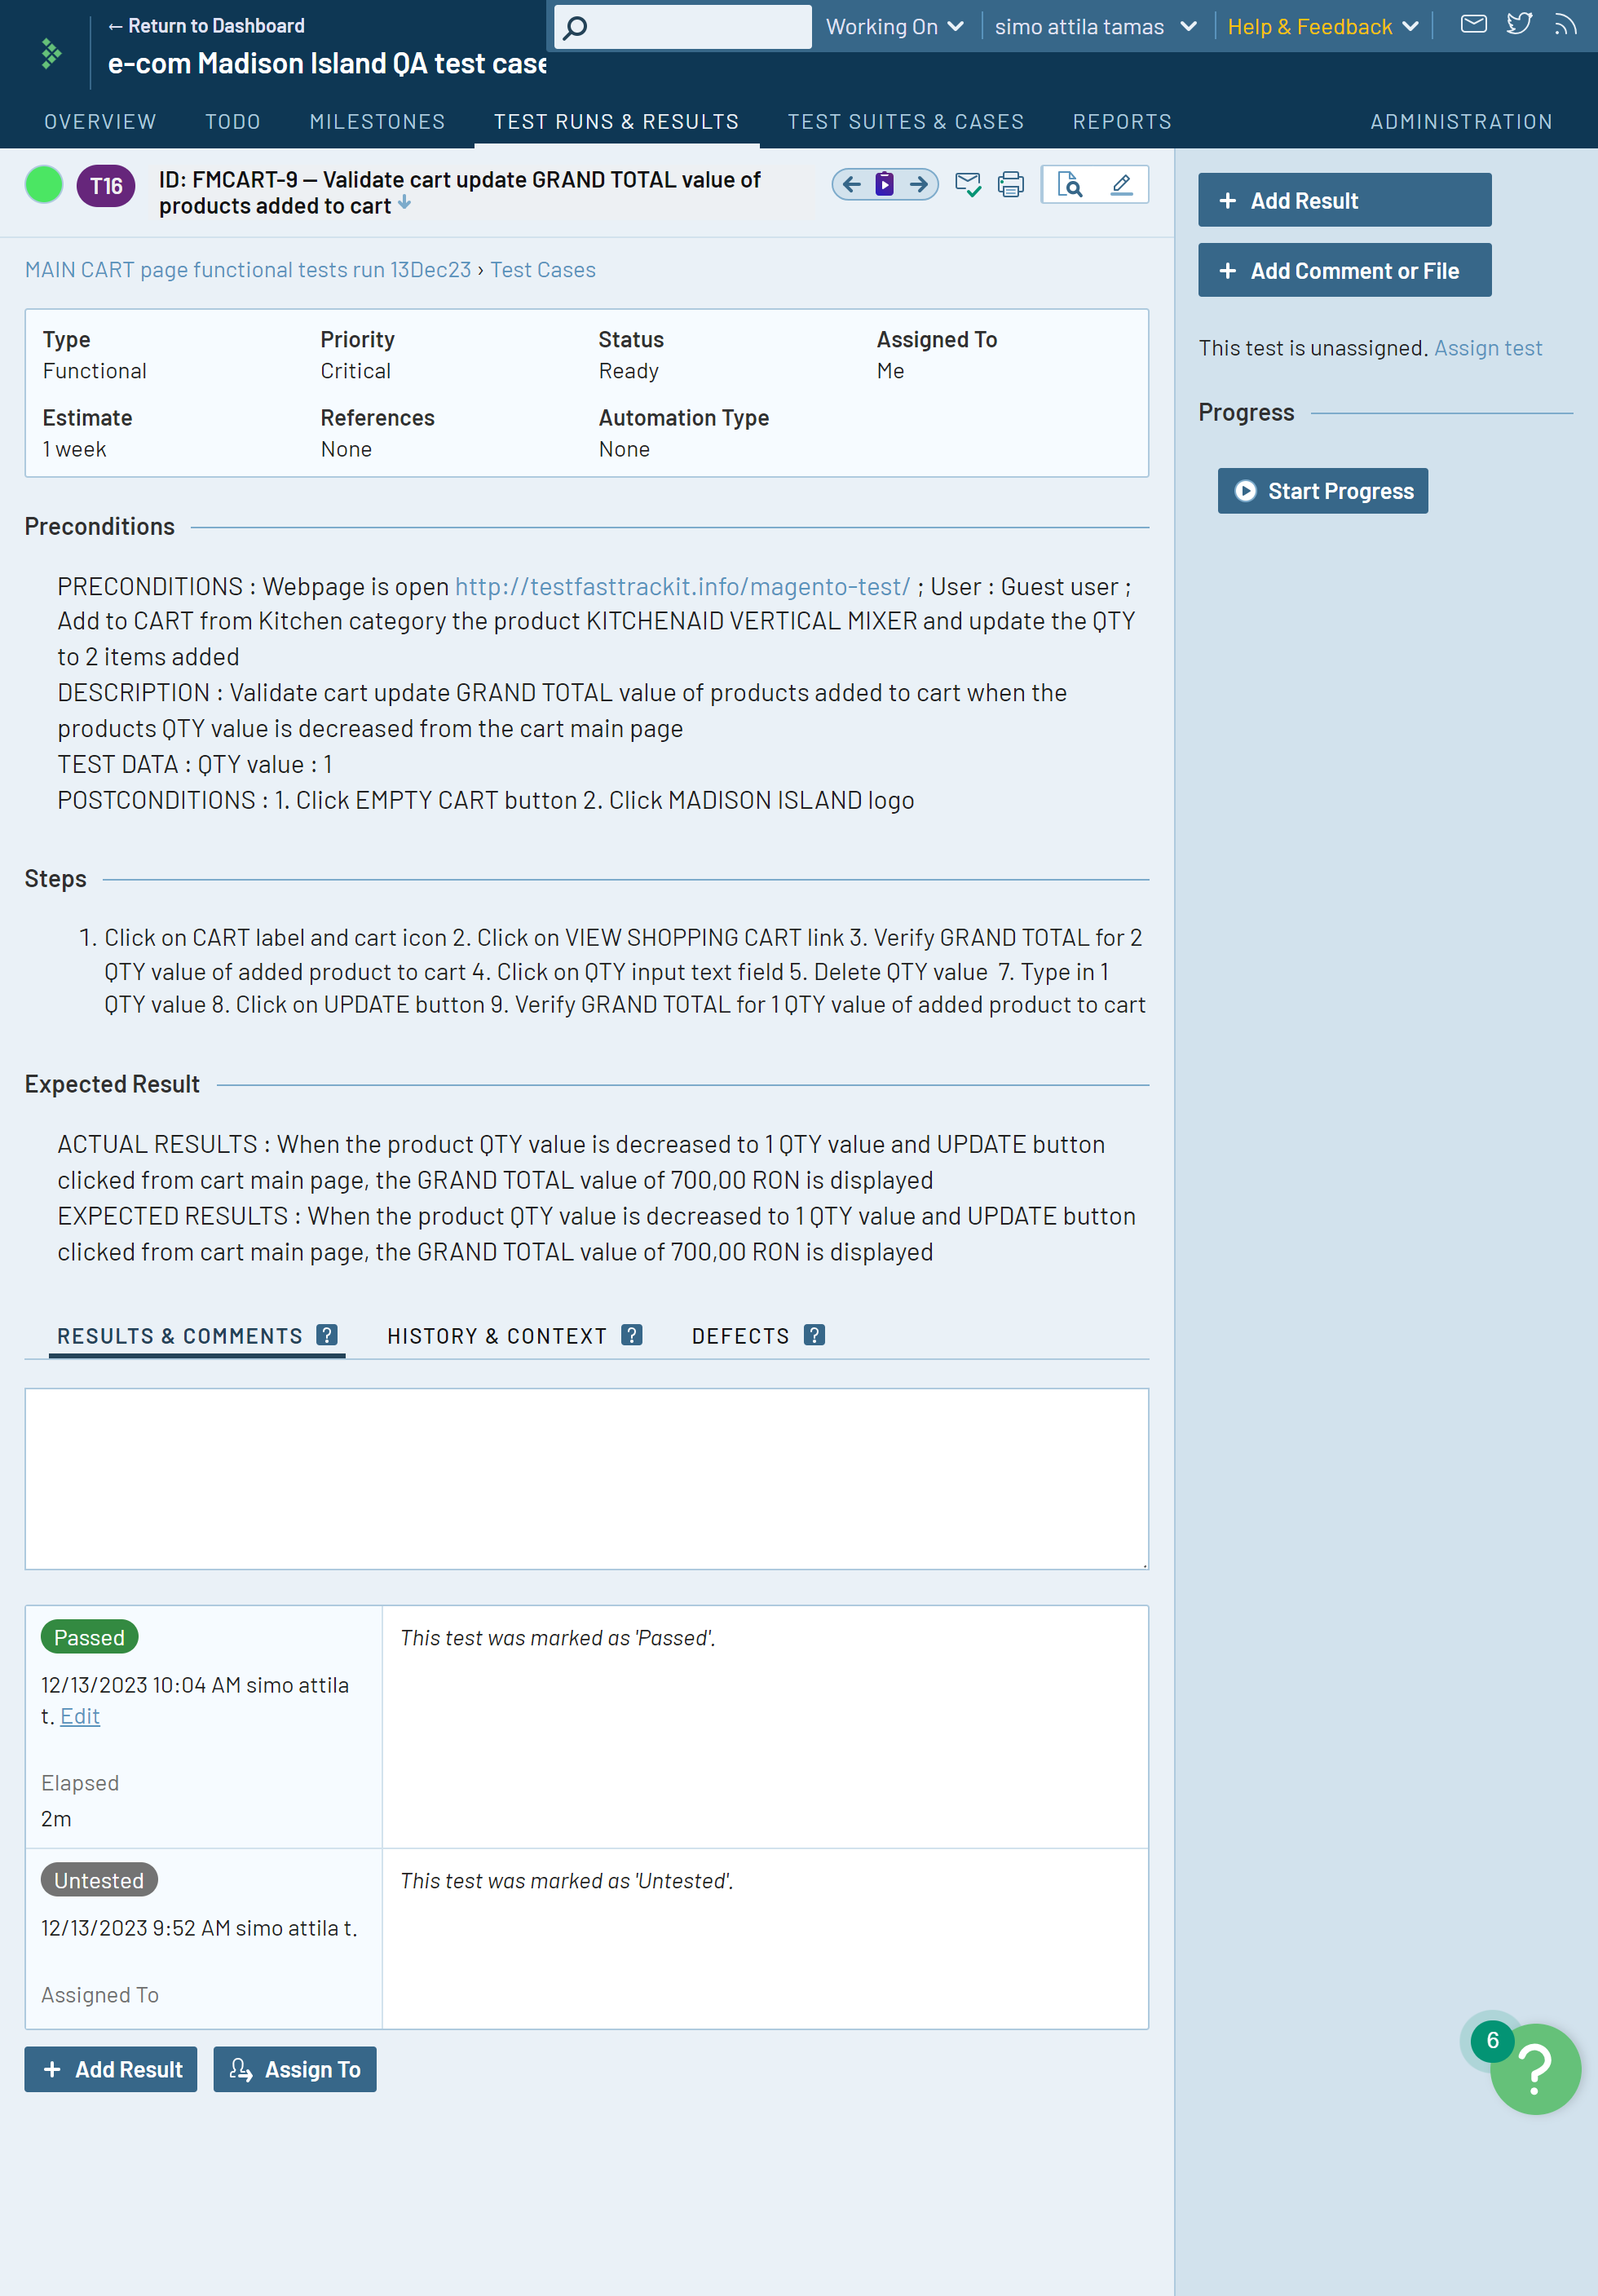 ← Return to Dashboard
e-com Madison Island QA test case
Working On
simo attila tamas
Help & Feedback
OVERVIEW
TODO
MILESTONES
TEST RUNS & RESULTS
TEST SUITES & CASES
REPORTS
ADMINISTRATION
T16
ID: FMCART-9 – Validate cart update GRAND TOTAL value of
products added to cart
MAIN CART page functional tests run 13Dec23 › Test Cases
Type
Functional
Priority
Critical
Status
Ready
Assigned To
Me
Estimate
1 week
References
None
Automation Type
None
Preconditions
PRECONDITIONS : Webpage is open http://testfasttrackit.info/magento-test/ ; User : Guest user ;
Add to CART from Kitchen category the product KITCHENAID VERTICAL MIXER and update the QTY
to 2 items added
DESCRIPTION : Validate cart update GRAND TOTAL value of products added to cart when the
products QTY value is decreased from the cart main page
TEST DATA : QTY value : 1
POSTCONDITIONS : 1. Click EMPTY CART button 2. Click MADISON ISLAND logo
Steps
1. Click on CART label and cart icon 2. Click on VIEW SHOPPING CART link 3. Verify GRAND TOTAL for 2
QTY value of added product to cart 4. Click on QTY input text field 5. Delete QTY value 7. Type in 1
QTY value 8. Click on UPDATE button 9. Verify GRAND TOTAL for 1 QTY value of added product to cart
Expected Result
ACTUAL RESULTS : When the product QTY value is decreased to 1 QTY value and UPDATE button
clicked from cart main page, the GRAND TOTAL value of 700,00 RON is displayed
EXPECTED RESULTS : When the product QTY value is decreased to 1 QTY value and UPDATE button
clicked from cart main page, the GRAND TOTAL value of 700,00 RON is displayed
RESULTS & COMMENTS ?
HISTORY & CONTEXT ?
DEFECTS ?
Passed
This test was marked as 'Passed'.
12/13/2023 10:04 AM simo attila
t. Edit
Elapsed
2m
Untested
This test was marked as 'Untested'.
12/13/2023 9:52 AM simo attila t.
Assigned To
+ Add Result
Assign To
+ Add Result
+ Add Comment or File
This test is unassigned. Assign test
Progress
Start Progress
6
?